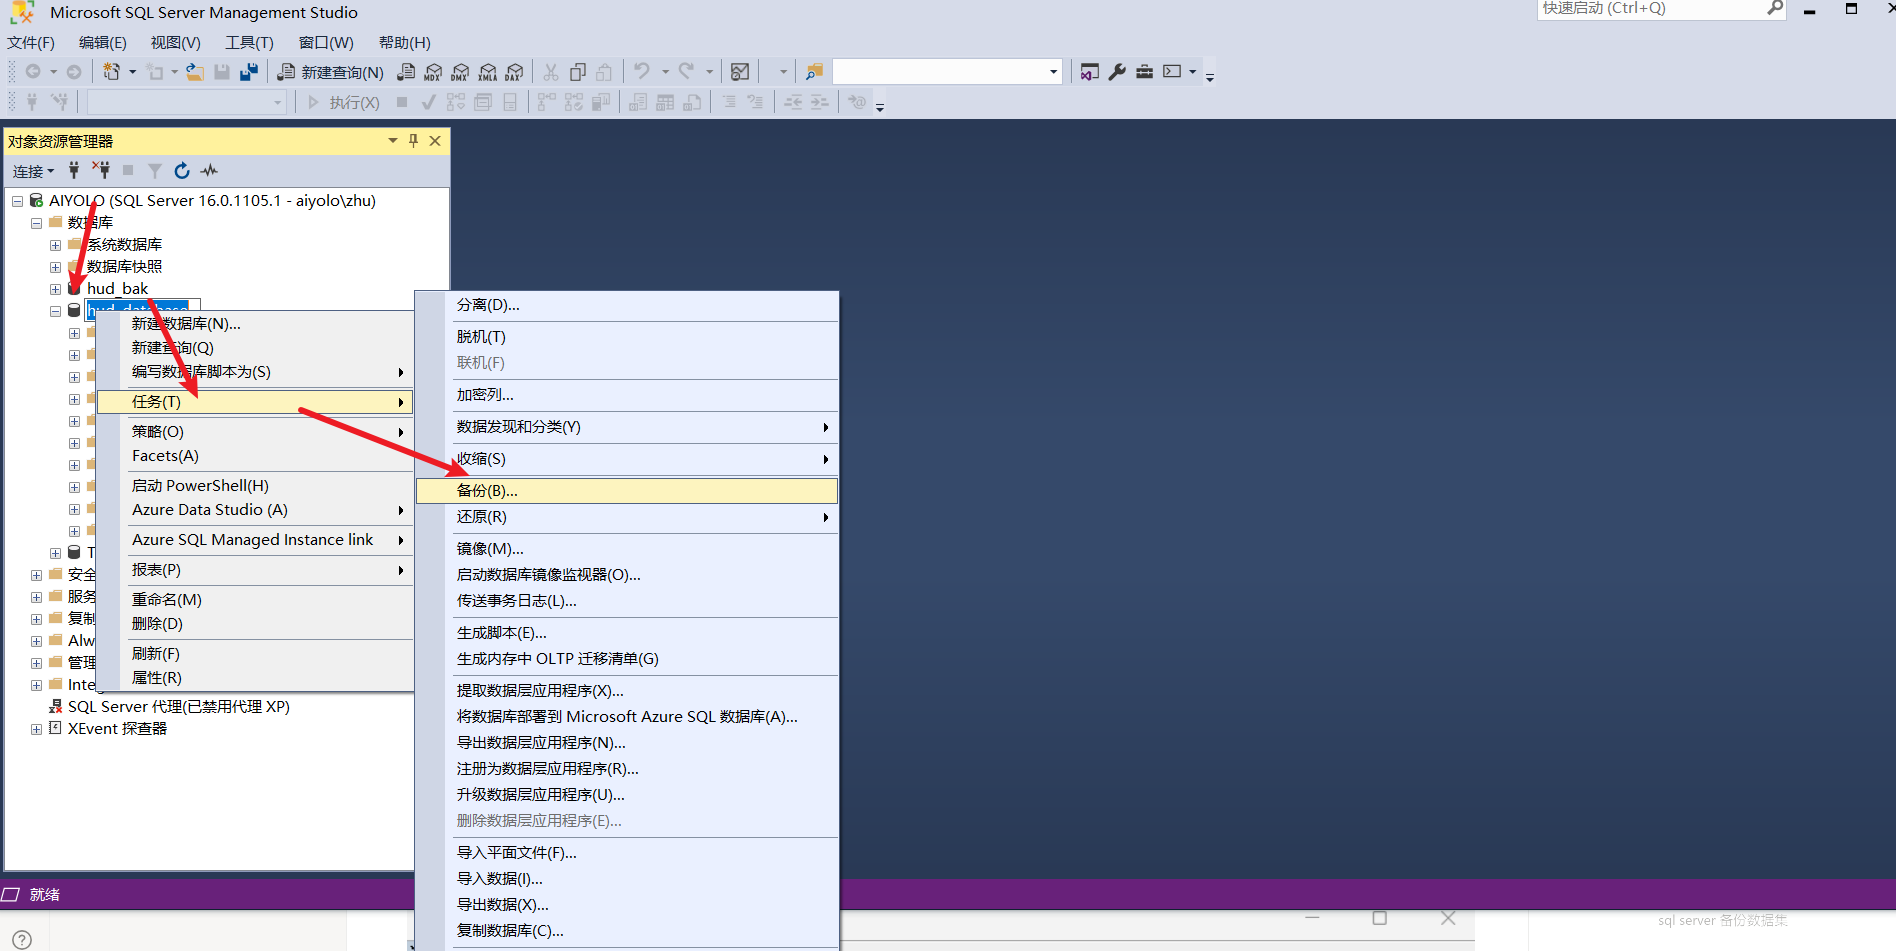 Microsoft SQL Server Management Studio
快速启动 (Ctrl+Q)
文件(F) 编辑(E) 视图(V) 工具(T) 窗口(W) 帮助(H)
新建查询(N) MDX DMX XMLA DAX
执行(X)
对象资源管理器
连接
AIYOLO (SQL Server 16.0.1105.1 - aiyolo\zhu)
数据库
系统数据库
数据库快照
hud_bak
hud_database
T
安全
服务
复制
Alw
管理
Integ
SQL Server 代理(已禁用代理 XP)
XEvent 探查器
新建数据库(N)...
新建查询(Q)
编写数据库脚本为(S)
任务(T)
策略(O)
Facets(A)
启动 PowerShell(H)
Azure Data Studio (A)
Azure SQL Managed Instance link
报表(P)
重命名(M)
删除(D)
刷新(F)
属性(R)
分离(D)...
脱机(T)
联机(F)
加密列...
数据发现和分类(Y)
收缩(S)
备份(B)...
还原(R)
镜像(M)...
启动数据库镜像监视器(O)...
传送事务日志(L)...
生成脚本(E)...
生成内存中 OLTP 迁移清单(G)
提取数据层应用程序(X)...
将数据库部署到 Microsoft Azure SQL 数据库(A)...
导出数据层应用程序(N)...
注册为数据层应用程序(R)...
升级数据层应用程序(U)...
删除数据层应用程序(E)...
导入平面文件(F)...
导入数据(I)...
导出数据(X)...
复制数据库(C)...
就绪
sql server 备份数据集